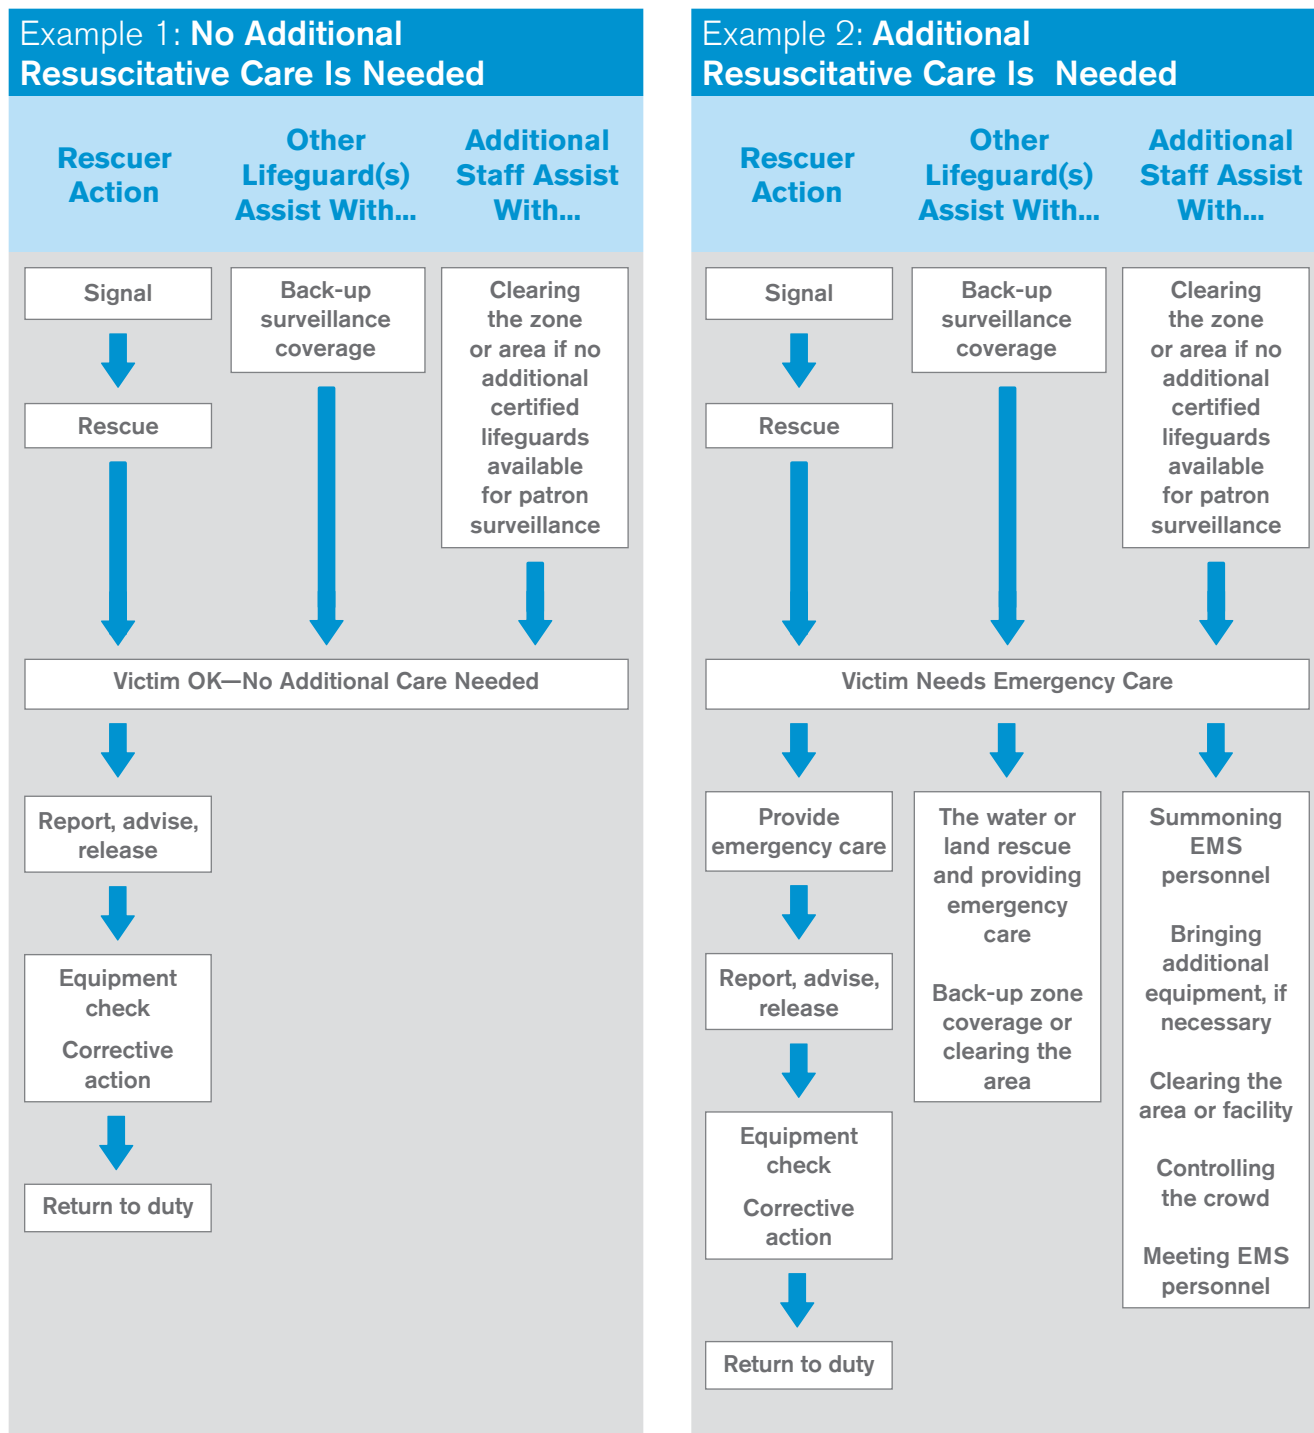 Example 1: No Additional
Resuscitative Care Is Needed
Rescuer
Action
Other
Lifeguard(s)
Assist With...
Additional
Staff Assist
With...
Signal
Rescue
Back-up
surveillance
coverage
Clearing
the zone
or area if no
additional
certified
lifeguards
available
for patron
surveillance
Victim OK—No Additional Care Needed
Report, advise,
release
Equipment
check
Corrective
action
Return to duty
Example 2: Additional
Resuscitative Care Is Needed
Rescuer
Action
Other
Lifeguard(s)
Assist With...
Additional
Staff Assist
With...
Signal
Rescue
Back-up
surveillance
coverage
Clearing
the zone
or area if no
additional
certified
lifeguards
available
for patron
surveillance
Victim Needs Emergency Care
Provide
emergency care
Report, advise,
release
Equipment
check
Corrective
action
Return to duty
The water or
land rescue
and providing
emergency
care
Back-up zone
coverage or
clearing the
area
Summoning
EMS
personnel
Bringing
additional
equipment, if
necessary
Clearing the
area or facility
Controlling
the crowd
Meeting EMS
personnel